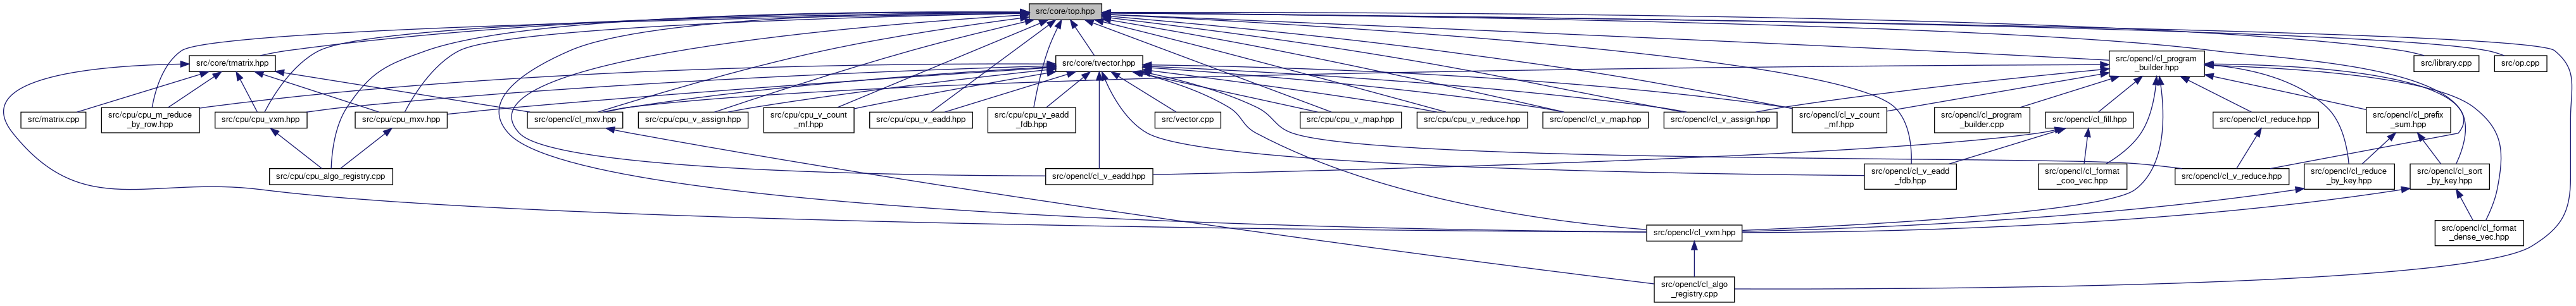 src/core/top.hpp
src/core/tmatrix.hpp
src/core/tvector.hpp
src/opencl/cl_program
_builder.hpp
src/library.cpp
src/op.cpp
src/matrix.cpp
src/cpu/cpu_m_reduce
_by_row.hpp
src/cpu/cpu_vxm.hpp
src/cpu/cpu_mxv.hpp
src/opencl/cl_mxv.hpp
src/cpu/cpu_v_assign.hpp
src/cpu/cpu_v_count
_mf.hpp
src/cpu/cpu_v_eadd.hpp
src/cpu/cpu_v_eadd
_fdb.hpp
src/vector.cpp
src/cpu/cpu_v_map.hpp
src/cpu/cpu_v_reduce.hpp
src/opencl/cl_v_map.hpp
src/opencl/cl_v_assign.hpp
src/opencl/cl_v_count
_mf.hpp
src/opencl/cl_program
_builder.cpp
src/opencl/cl_fill.hpp
src/opencl/cl_reduce.hpp
src/opencl/cl_prefix
_sum.hpp
src/cpu/cpu_algo_registry.cpp
src/opencl/cl_v_eadd.hpp
src/opencl/cl_v_eadd
_fdb.hpp
src/opencl/cl_format
_coo_vec.hpp
src/opencl/cl_v_reduce.hpp
src/opencl/cl_reduce
_by_key.hpp
src/opencl/cl_sort
_by_key.hpp
src/opencl/cl_vxm.hpp
src/opencl/cl_format
_dense_vec.hpp
src/opencl/cl_algo
_registry.cpp